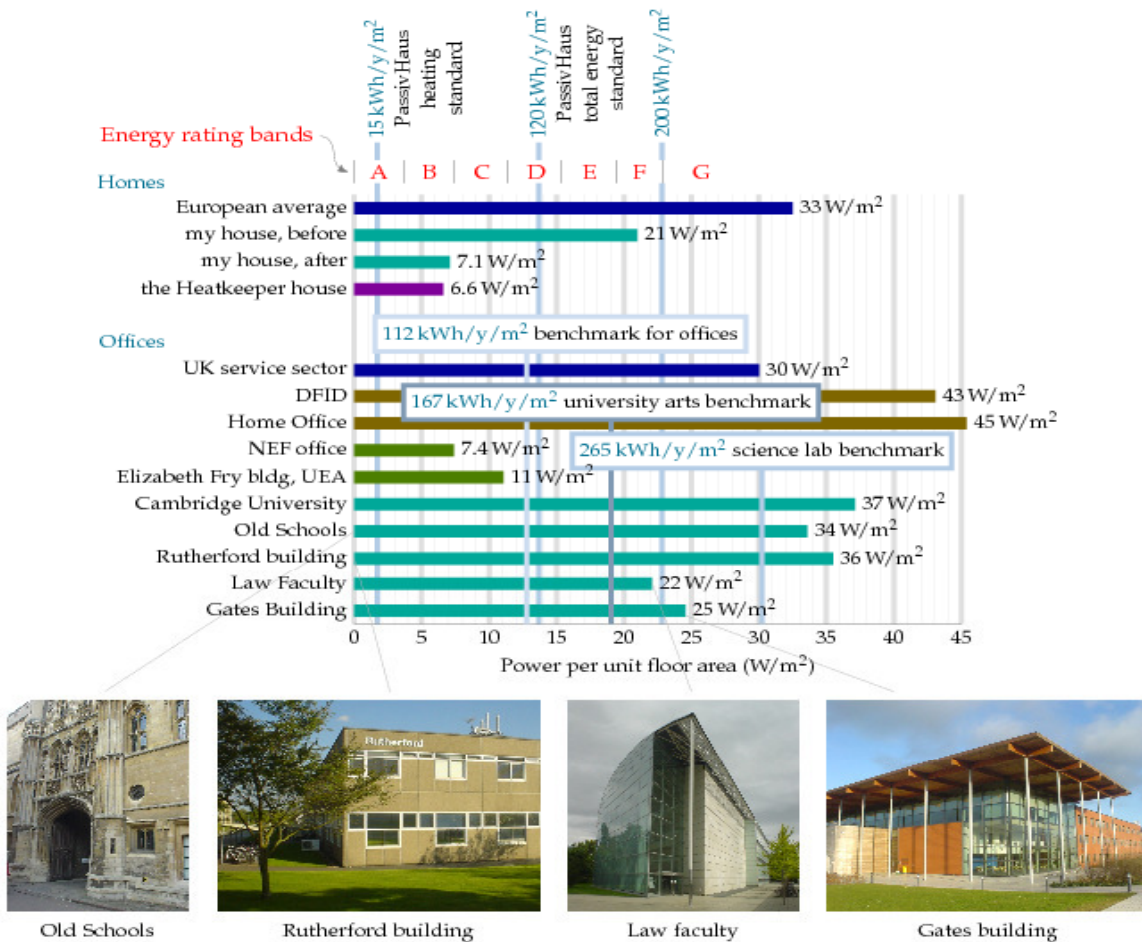 15 kWh/y/m²
PassivHaus
heating
standard
120 kWh/y/m²
PassivHaus
total energy
standard
200 kWh/y/m²
Energy rating bands
A B C D E F G
Homes
European average 33 W/m²
my house, before 21 W/m²
my house, after 7.1 W/m²
the Heatkeeper house 6.6 W/m²
112 kWh/y/m² benchmark for offices
Offices
UK service sector 30 W/m²
DFID 43 W/m²
167 kWh/y/m² university arts benchmark
Home Office 45 W/m²
NEF office 7.4 W/m²
265 kWh/y/m² science lab benchmark
Elizabeth Fry bldg, UEA 11 W/m²
Cambridge University 37 W/m²
Old Schools 34 W/m²
Rutherford building 36 W/m²
Law Faculty 22 W/m²
Gates Building 25 W/m²
0 5 10 15 20 25 30 35 40 45
Power per unit floor area (W/m²)
Rutherford
Old Schools
Rutherford building
Law faculty
Gates building